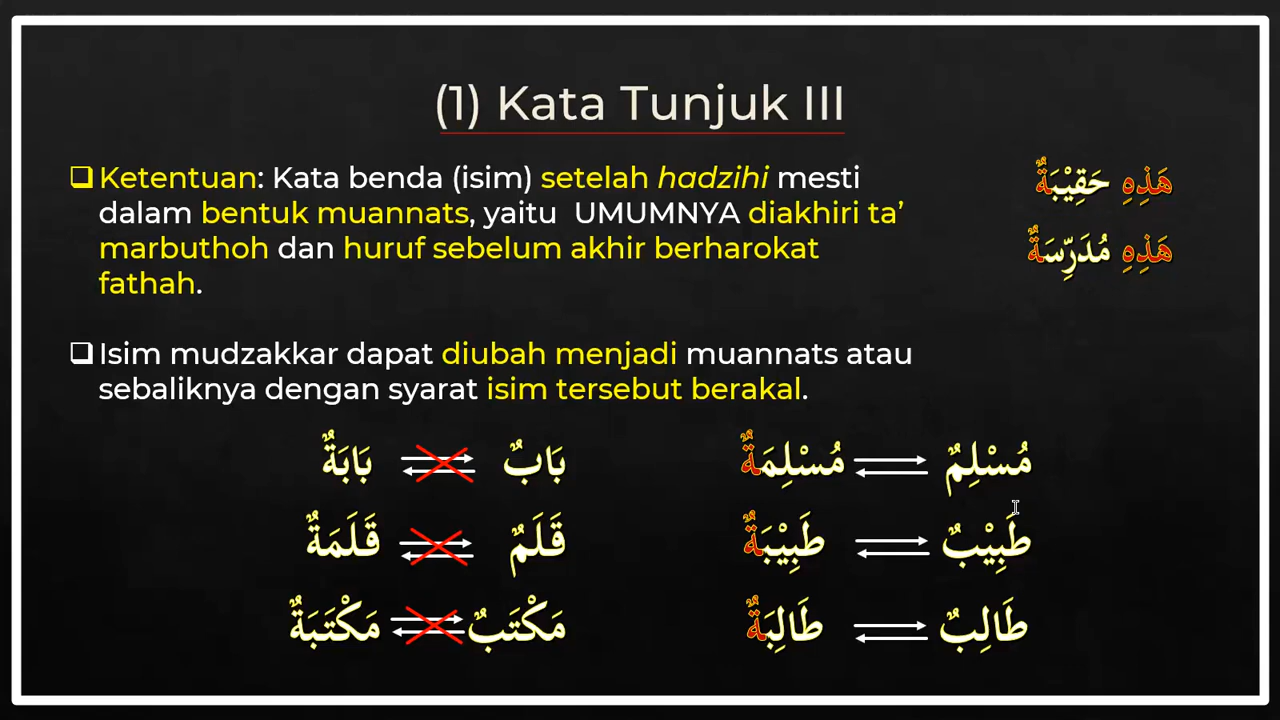 (1) Kata Tunjuk III
Ketentuan: Kata benda (isim) setelah hadzihi mesti
dalam bentuk muannats, yaitu UMUMNYA diakhiri ta’
marbuthoh dan huruf sebelum akhir berharokat
fathah.
هَذِهِ حَقِيْبَةٌ
هَذِهِ مُدَرِّسَةٌ
Isim mudzakkar dapat diubah menjadi muannats atau
sebaliknya dengan syarat isim tersebut berakal.
مُسْلِمٌ مُسْلِمَةٌ
بَابٌ بَابَةٌ
طَبِيْبٌ طَبِيْبَةٌ
قَلَمٌ قَلَمَةٌ
طَالِبٌ طَالِبَةٌ
مَكْتَبٌ مَكْتَبَةٌ